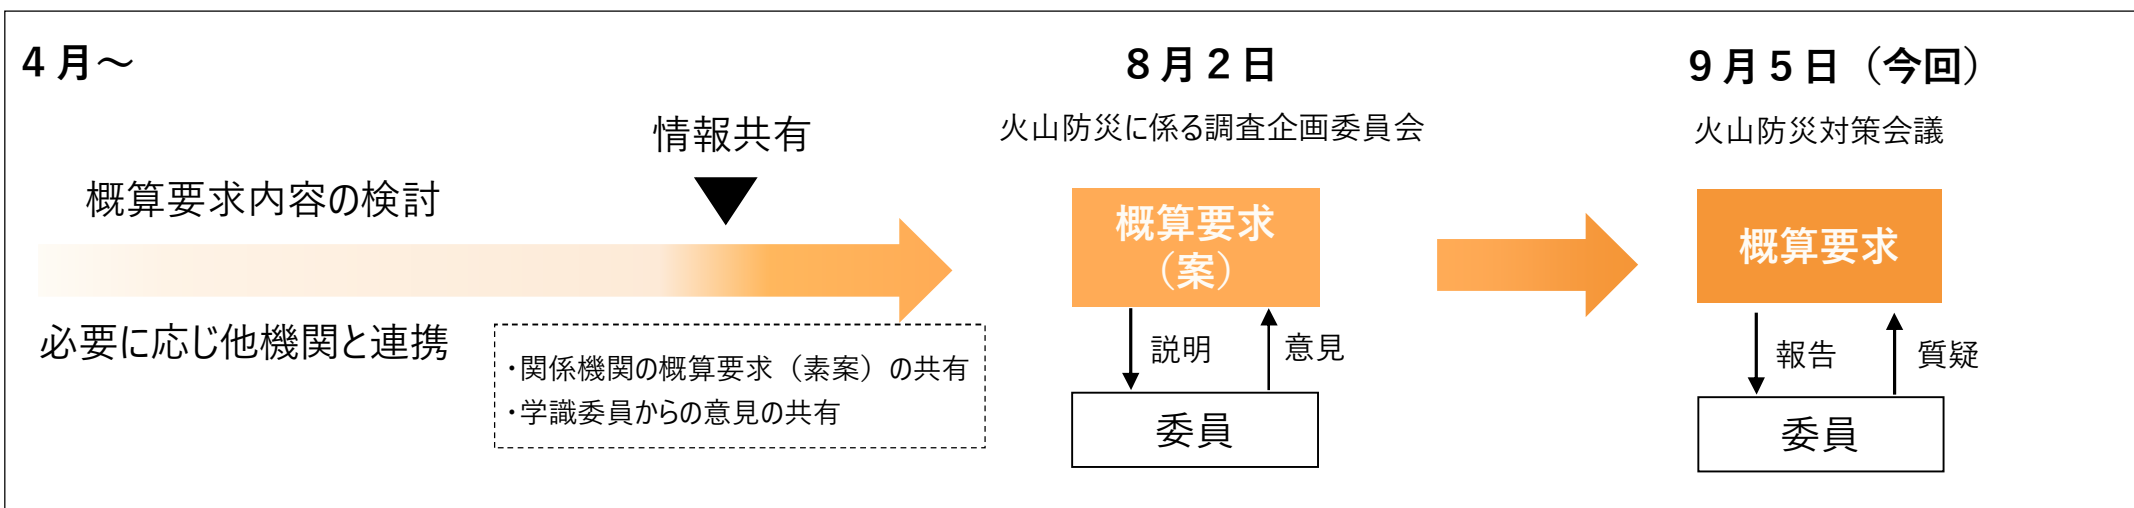 4月～
情報共有
概算要求内容の検討
必要に応じ他機関と連携
・関係機関の概算要求（素案）の共有
・学識委員からの意見の共有
8月2日
火山防災に係る調査企画委員会
概算要求
（案）
説明
意見
委員
9月5日（今回）
火山防災対策会議
概算要求
報告
質疑
委員